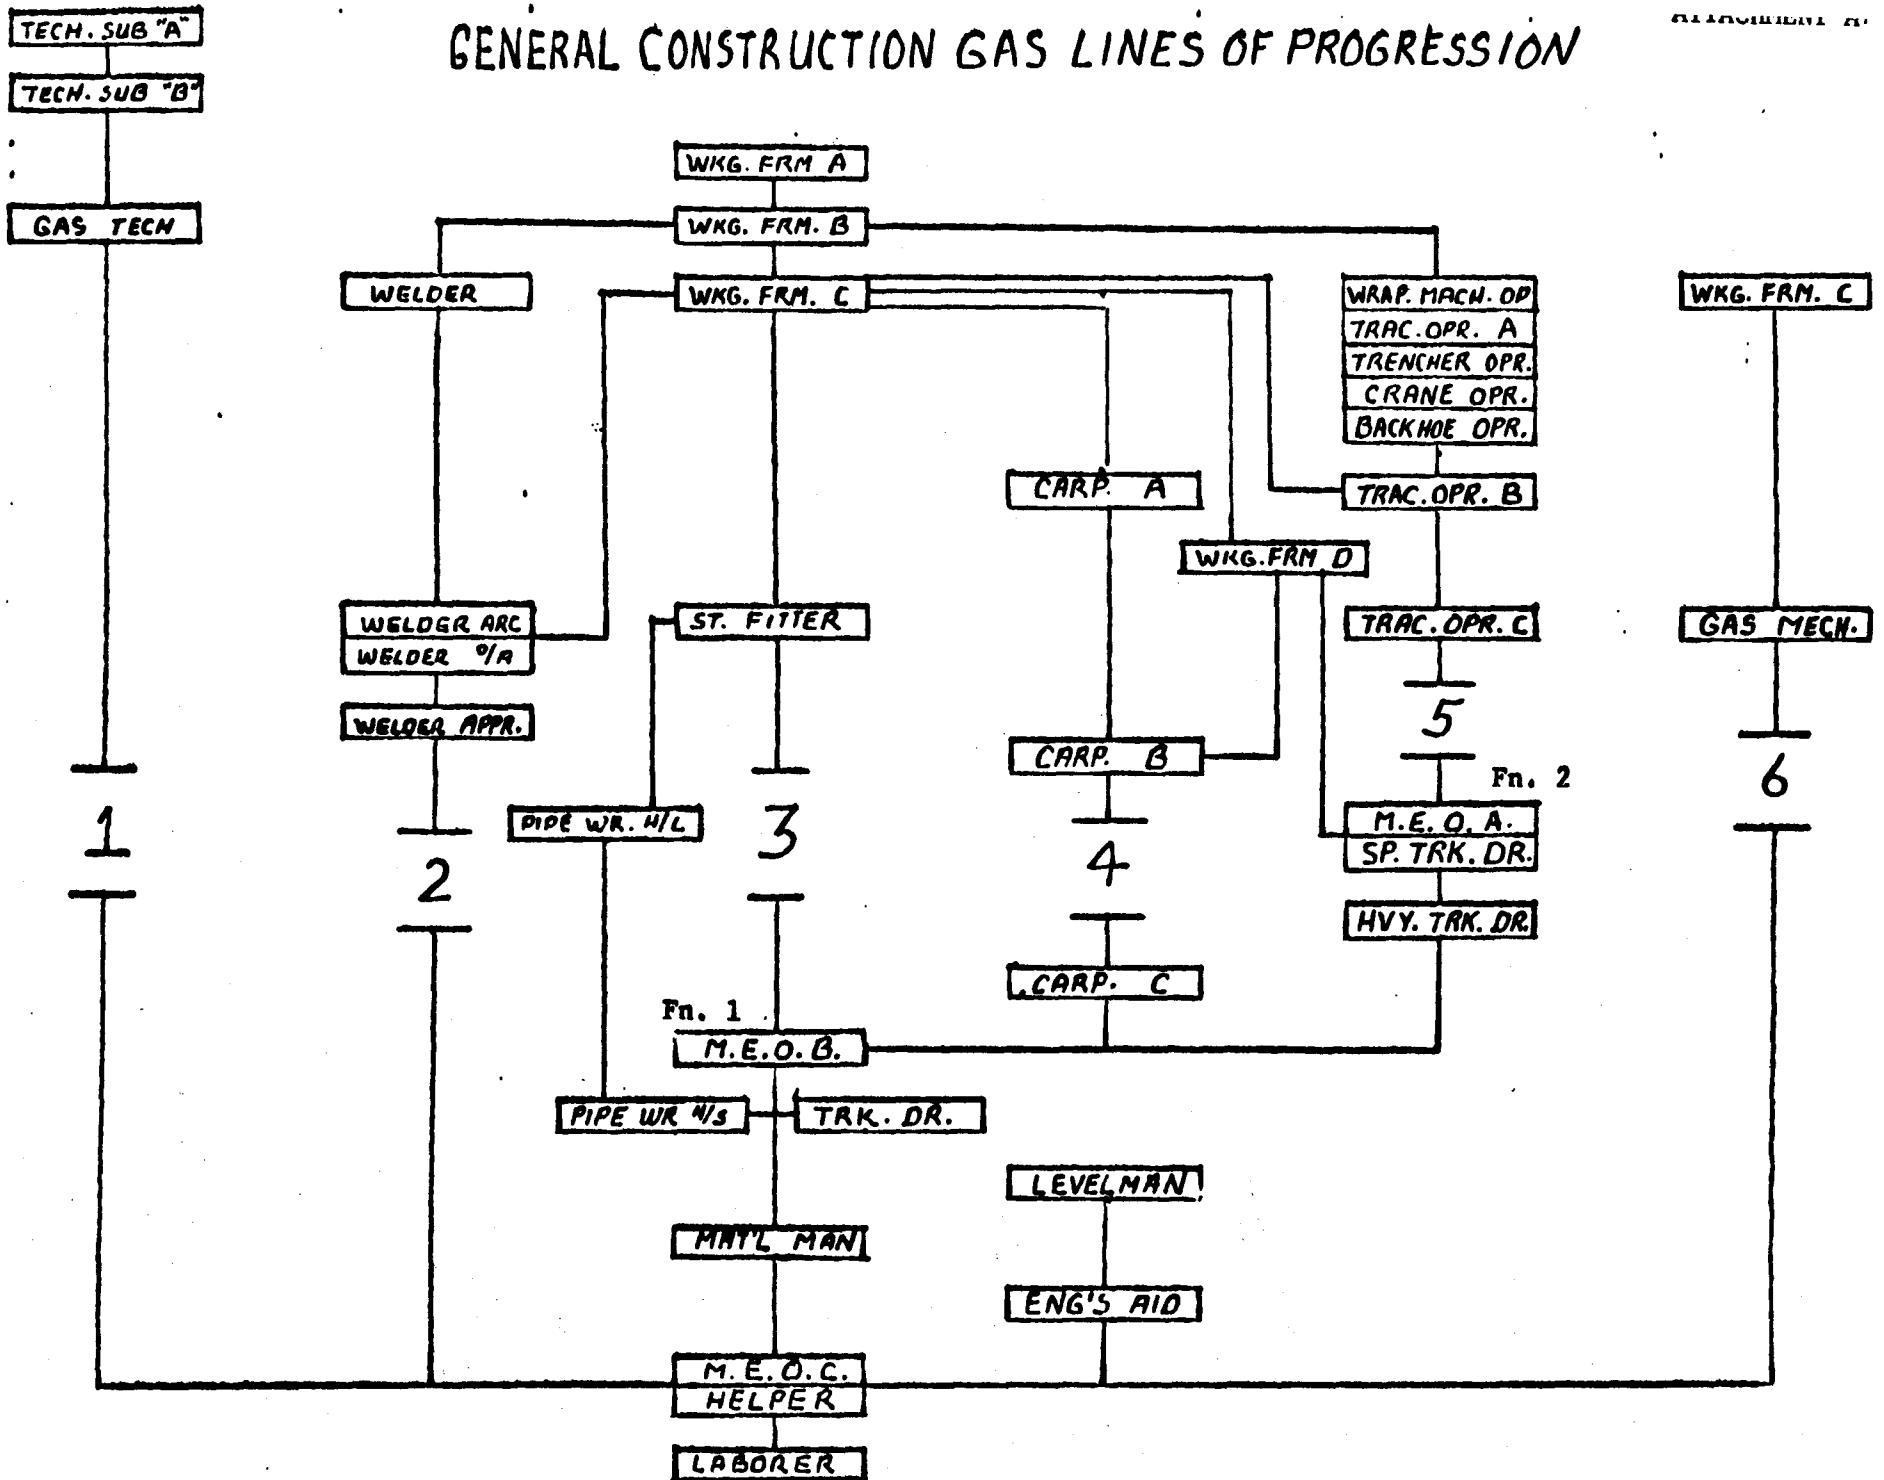 TECH. SUB "A"
GENERAL CONSTRUCTION GAS LINES OF PROGRESSION
TECH. SUB "B"
WKG. FRM A
GAS TECH
WKG. FRM. B
WELDER
WKG. FRM. C
WRAP. MACH. OP
WKG. FRM. C
TRAC. OPR. A
TRENCHER OPR.
CRANE OPR.
BACKHOE OPR.
CARP. A
TRAC. OPR. B
WKG. FRM D
WELDER ARC
ST. FITTER
TRAC. OPR. C
GAS MECH.
WELDER O/A
WELDER APPR.
5
CARP. B
Fn. 2
6
1
PIPE WR. H/L
3
M.E.O.A.
SP. TRK. DR.
4
2
HVY. TRK. DR.
CARP. C
Fn. 1
M.E.O.B.
PIPE WR H/S
TRK. DR.
LEVELMAN
MAT'L MAN
ENG'S AID
M.E.O.C.
HELPER
LABORER